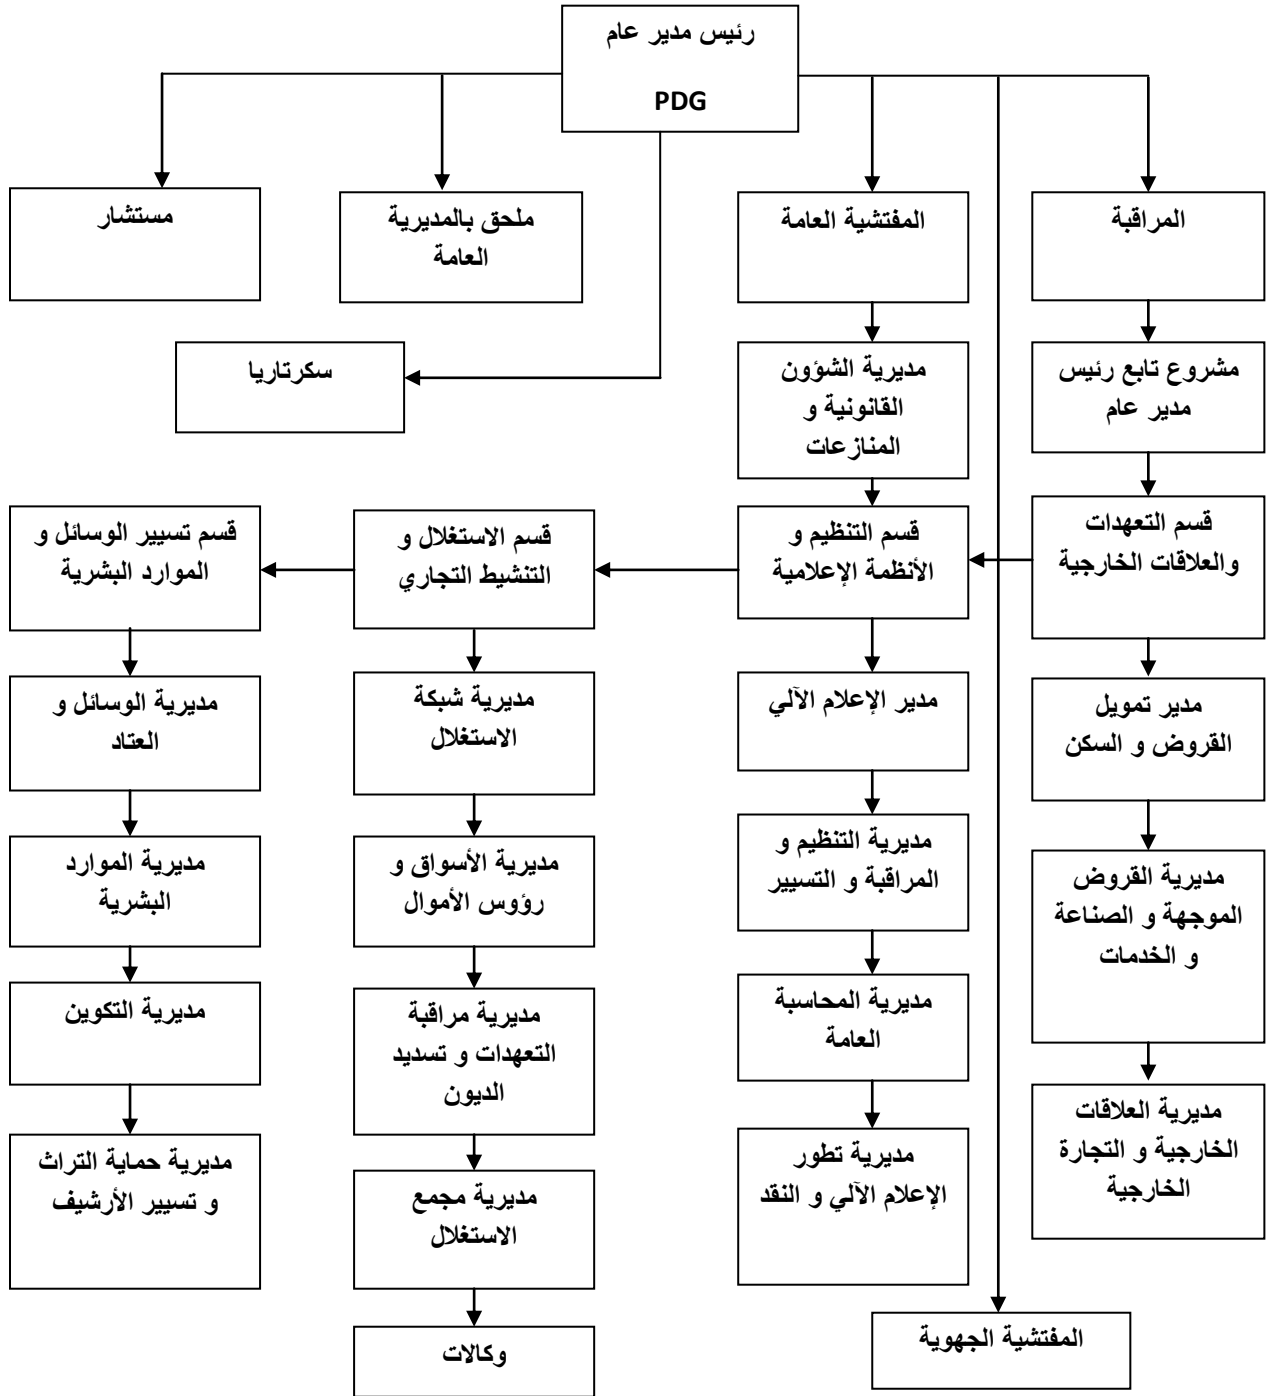 رئيس مدير عام
PDG
المراقبة
المفتشية العامة
ملحق بالمديرية
العامة
مستشار
مشروع تابع رئيس
مدير عام
مديرية الشؤون
القانونية و
المنازعات
سكرتاريا
قسم التعهدات
والعلاقات الخارجية
قسم التنظيم و
الأنظمة الإعلامية
قسم الاستغلال و
التنشيط التجاري
قسم تسيير الوسائل و
الموارد البشرية
مدير تمويل
القروض و السكن
مدير الإعلام الآلي
مديرية شبكة
الاستغلال
مديرية الوسائل و
العتاد
مديرية القروض
الموجهة و الصناعة
و الخدمات
مديرية التنظيم و
المراقبة و التسيير
مديرية الأسواق و
رؤوس الأموال
مديرية الموارد
البشرية
مديرية العلاقات
الخارجية و التجارة
الخارجية
مديرية المحاسبة
العامة
مديرية مراقبة
التعهدات و تسديد
الديون
مديرية التكوين
مديرية تطور
الإعلام الآلي و النقد
مديرية مجمع
الاستغلال
مديرية حماية التراث
و تسيير الأرشيف
المفتشية الجهوية
وكالات